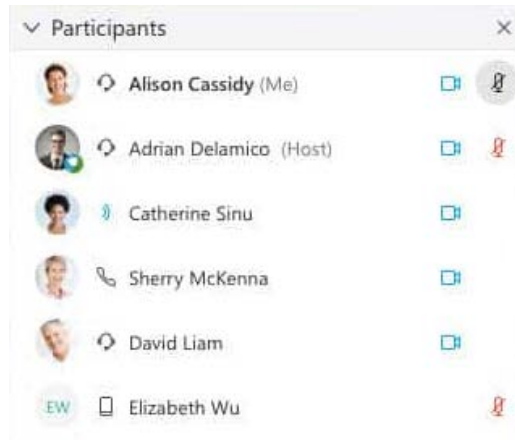 Participants
Alison Cassidy (Me)
Adrian Delamico (Host)
Catherine Sinu
Sherry McKenna
David Liam
EW Elizabeth Wu